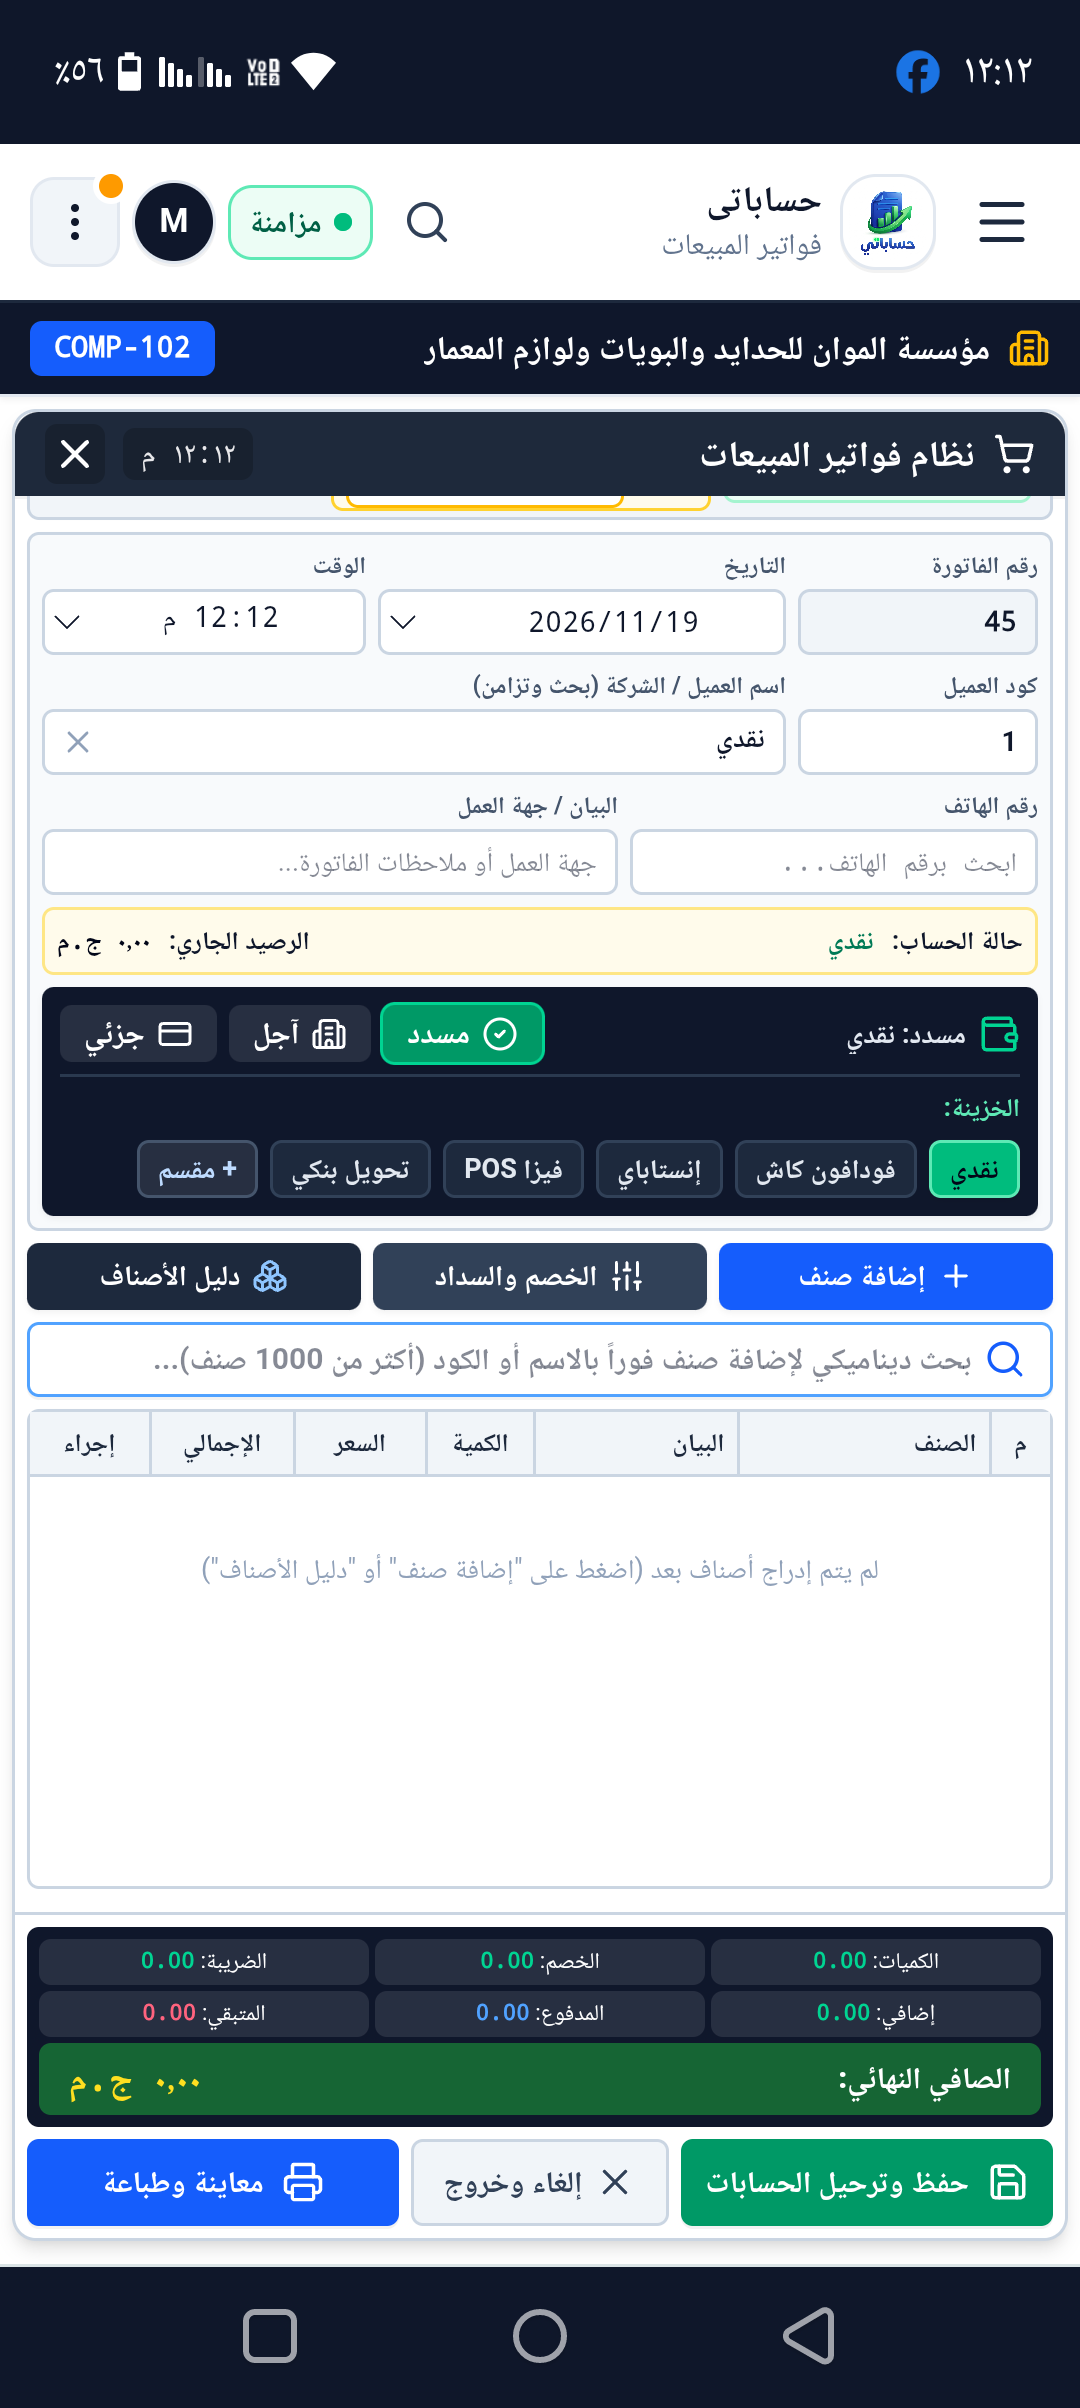 ١٢:١٢ ٥٦٪
VoD LTE2
حساباتى
فواتير المبيعات
حساباتي
مزامنة
M
مؤسسة الموان للحدايد والبويات ولوازم المعمار
COMP-102
نظام فواتير المبيعات
١٢:١٢ م
رقم الفاتورة التاريخ الوقت
45 2026/11/19 12:12 م
كود العميل اسم العميل / الشركة (بحث وتزامن)
1 نقدي
رقم الهاتف البيان / جهة العمل
ابحث برقم الهاتف... جهة العمل أو ملاحظات الفاتورة...
حالة الحساب: نقدي الرصيد الجاري: ٠,٠٠ ج.م
مسدد: نقدي مسدد آجل جزئي
الخزينة:
نقدي فودافون كاش إنستاباي فيزا POS تحويل بنكي + مقسم
إضافة صنف الخصم والسداد دليل الأصناف
بحث ديناميكي لإضافة صنف فوراً بالاسم أو الكود (أكثر من 1000 صنف)...
م الصنف البيان الكمية السعر الإجمالي إجراء
لم يتم إدراج أصناف بعد (اضغط على "إضافة صنف" أو "دليل الأصناف")
الكميات: 0.00 الخصم: 0.00 الضريبة: 0.00
إضافي: 0.00 المدفوع: 0.00 المتبقي: 0.00
الصافي النهائي: ٠,٠٠ ج.م
حفظ وترحيل الحسابات إلغاء وخروج معاينة وطباعة